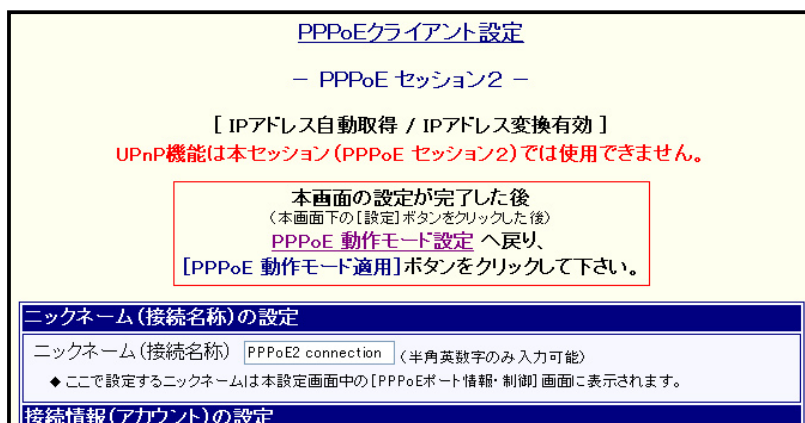 PPPoEクライアント設定
－ PPPoE セッション2 －
[ IPアドレス自動取得 / IPアドレス変換有効 ]
UPnP機能は本セッション(PPPoE セッション2)では使用できません。
本画面の設定が完了した後
(本画面下の[設定]ボタンをクリックした後)
PPPoE 動作モード設定 へ戻り、
[PPPoE 動作モード適用]ボタンをクリックして下さい。
ニックネーム(接続名称)の設定
ニックネーム(接続名称) PPPoE2 connection (半角英数字のみ入力可能)
◆ ここで設定するニックネームは本設定画面中の[PPPoEポート情報・制御]画面に表示されます。
接続情報(アカウント)の設定